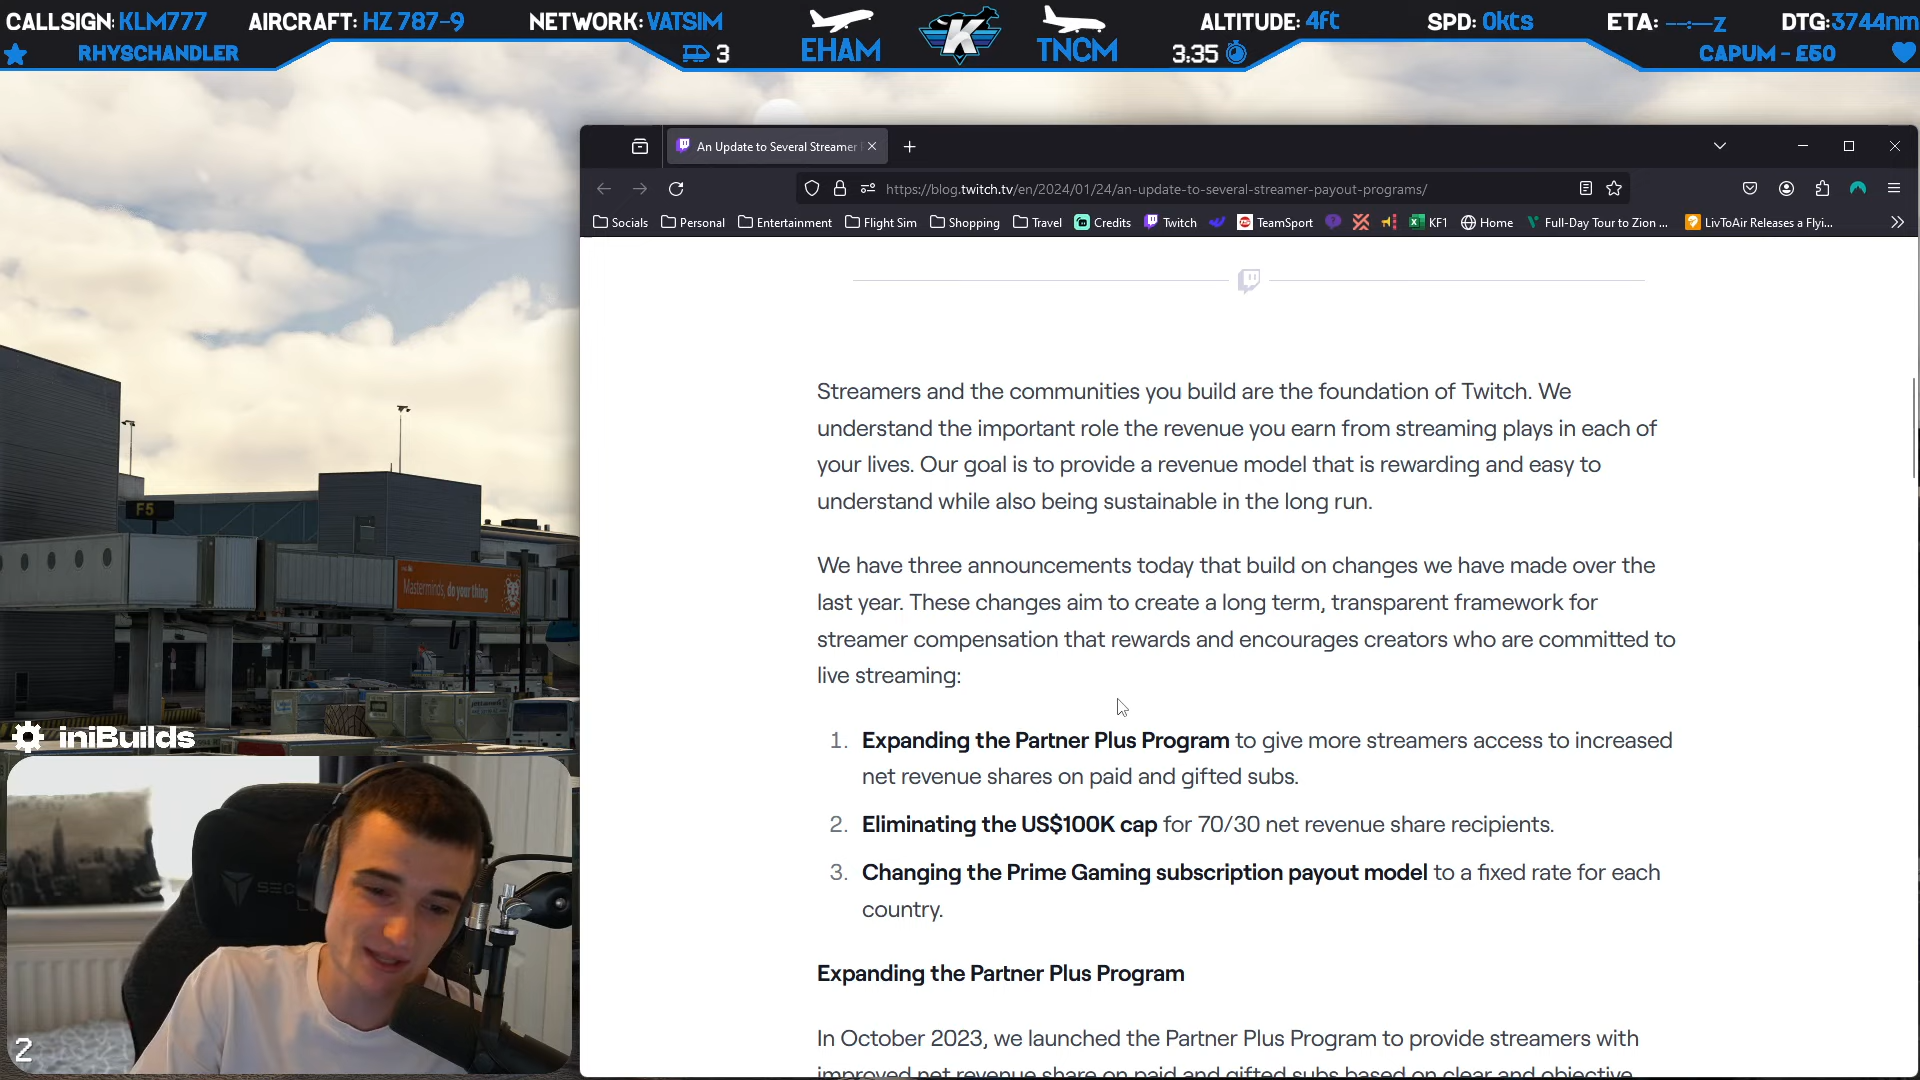 CALLSIGN: KLM777 AIRCRAFT: HZ 787-9 NETWORK: VATSIM ALTITUDE: 4ft SPD: 0kts ETA: --:--Z DTG:3744nm
RHYSCHANDLER 3 EHAM K TNCM 3:35 CAPUM - £50
An Update to Several Streamer
https://blog.twitch.tv/en/2024/01/24/an-update-to-several-streamer-payout-programs/
Socials Personal Entertainment Flight Sim Shopping Travel Credits Twitch TeamSport KF1 Home Full-Day Tour to Zion ... LivToAir Releases a Flyi...
Streamers and the communities you build are the foundation of Twitch. We
understand the important role the revenue you earn from streaming plays in each of
your lives. Our goal is to provide a revenue model that is rewarding and easy to
understand while also being sustainable in the long run.
We have three announcements today that build on changes we have made over the
last year. These changes aim to create a long term, transparent framework for
streamer compensation that rewards and encourages creators who are committed to
live streaming:
1. Expanding the Partner Plus Program to give more streamers access to increased
net revenue shares on paid and gifted subs.
2. Eliminating the US$100K cap for 70/30 net revenue share recipients.
3. Changing the Prime Gaming subscription payout model to a fixed rate for each
country.
Expanding the Partner Plus Program
In October 2023, we launched the Partner Plus Program to provide streamers with
improved net revenue share on paid and gifted subs based on clear and objective
F5
Masterminds, do your thing
iniBuilds
SEC
2